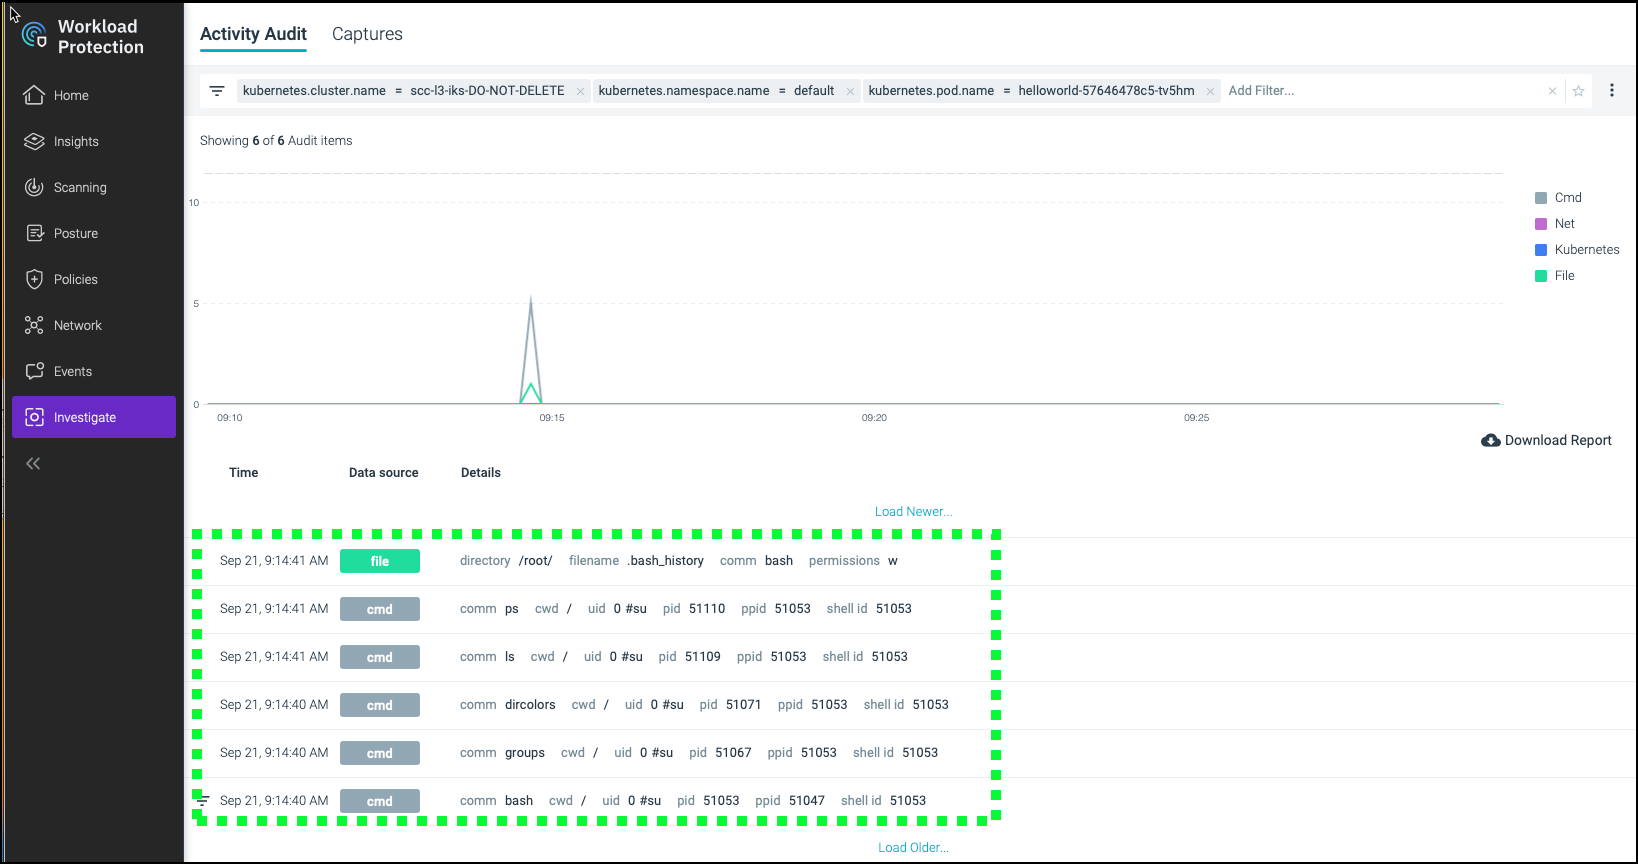 Workload
Protection
Home
Insights
Scanning
Posture
Policies
Network
Events
Investigate
Activity Audit Captures
kubernetes.cluster.name = scc-l3-iks-DO-NOT-DELETE × kubernetes.namespace.name = default × kubernetes.pod.name = helloworld-57646478c5-tv5hm × Add Filter...
Showing 6 of 6 Audit items
10
5
0
09:10 09:15 09:20 09:25
Cmd
Net
Kubernetes
File
Download Report
Time Data source Details
Load Newer...
Sep 21, 9:14:41 AM file directory /root/ filename .bash_history comm bash permissions w
Sep 21, 9:14:41 AM cmd comm ps cwd / uid 0 #su pid 51110 ppid 51053 shell id 51053
Sep 21, 9:14:41 AM cmd comm ls cwd / uid 0 #su pid 51109 ppid 51053 shell id 51053
Sep 21, 9:14:40 AM cmd comm dircolors cwd / uid 0 #su pid 51071 ppid 51053 shell id 51053
Sep 21, 9:14:40 AM cmd comm groups cwd / uid 0 #su pid 51067 ppid 51053 shell id 51053
Sep 21, 9:14:40 AM cmd comm bash cwd / uid 0 #su pid 51053 ppid 51047 shell id 51053
Load Older...